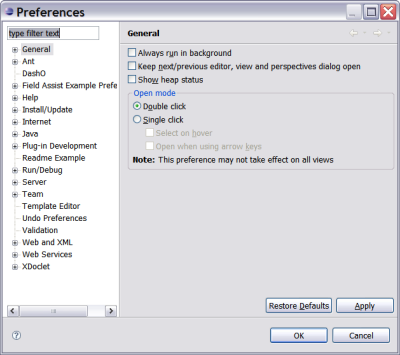 Preferences
type filter text
General
Ant
DashO
Field Assist Example Prefe
Help
Install/Update
Internet
Java
Plug-in Development
Readme Example
Run/Debug
Server
Team
Template Editor
Undo Preferences
Validation
Web and XML
Web Services
XDoclet
General
Always run in background
Keep next/previous editor, view and perspectives dialog open
Show heap status
Open mode
Double click
Single click
Select on hover
Open when using arrow keys
Note: This preference may not take effect on all views
Restore Defaults
Apply
?
OK
Cancel